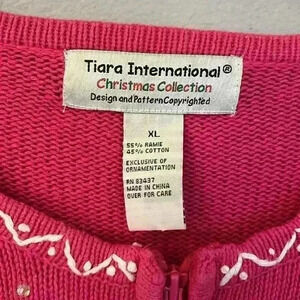 Tiara International®
Christmas Collection
Design and Pattern Copyrighted
XL
55% RAMIE
45% COTTON
EXCLUSIVE OF
ORNAMENTATION
RN 83437
MADE IN CHINA
OVER FOR CARE